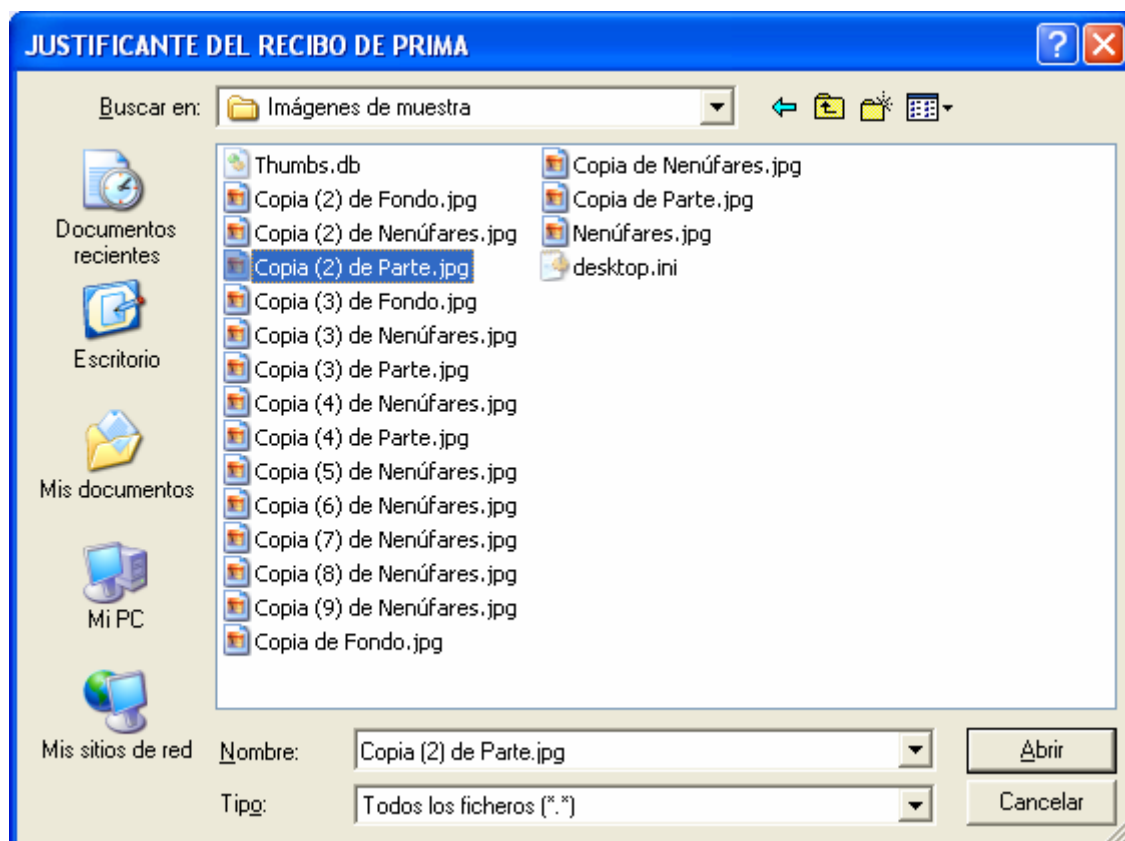 JUSTIFICANTE DEL RECIBO DE PRIMA
Buscar en:
Imágenes de muestra
Documentos
recientes
Escritorio
Mis documentos
Mi PC
Mis sitios de red
Thumbs.db
Copia (2) de Fondo.jpg
Copia (2) de Nenúfares.jpg
Copia (2) de Parte.jpg
Copia (3) de Fondo.jpg
Copia (3) de Nenúfares.jpg
Copia (3) de Parte.jpg
Copia (4) de Nenúfares.jpg
Copia (4) de Parte.jpg
Copia (5) de Nenúfares.jpg
Copia (6) de Nenúfares.jpg
Copia (7) de Nenúfares.jpg
Copia (8) de Nenúfares.jpg
Copia (9) de Nenúfares.jpg
Copia de Fondo.jpg
Copia de Nenúfares.jpg
Copia de Parte.jpg
Nenúfares.jpg
desktop.ini
Nombre:
Copia (2) de Parte.jpg
Abrir
Tipo:
Todos los ficheros (*.*)
Cancelar